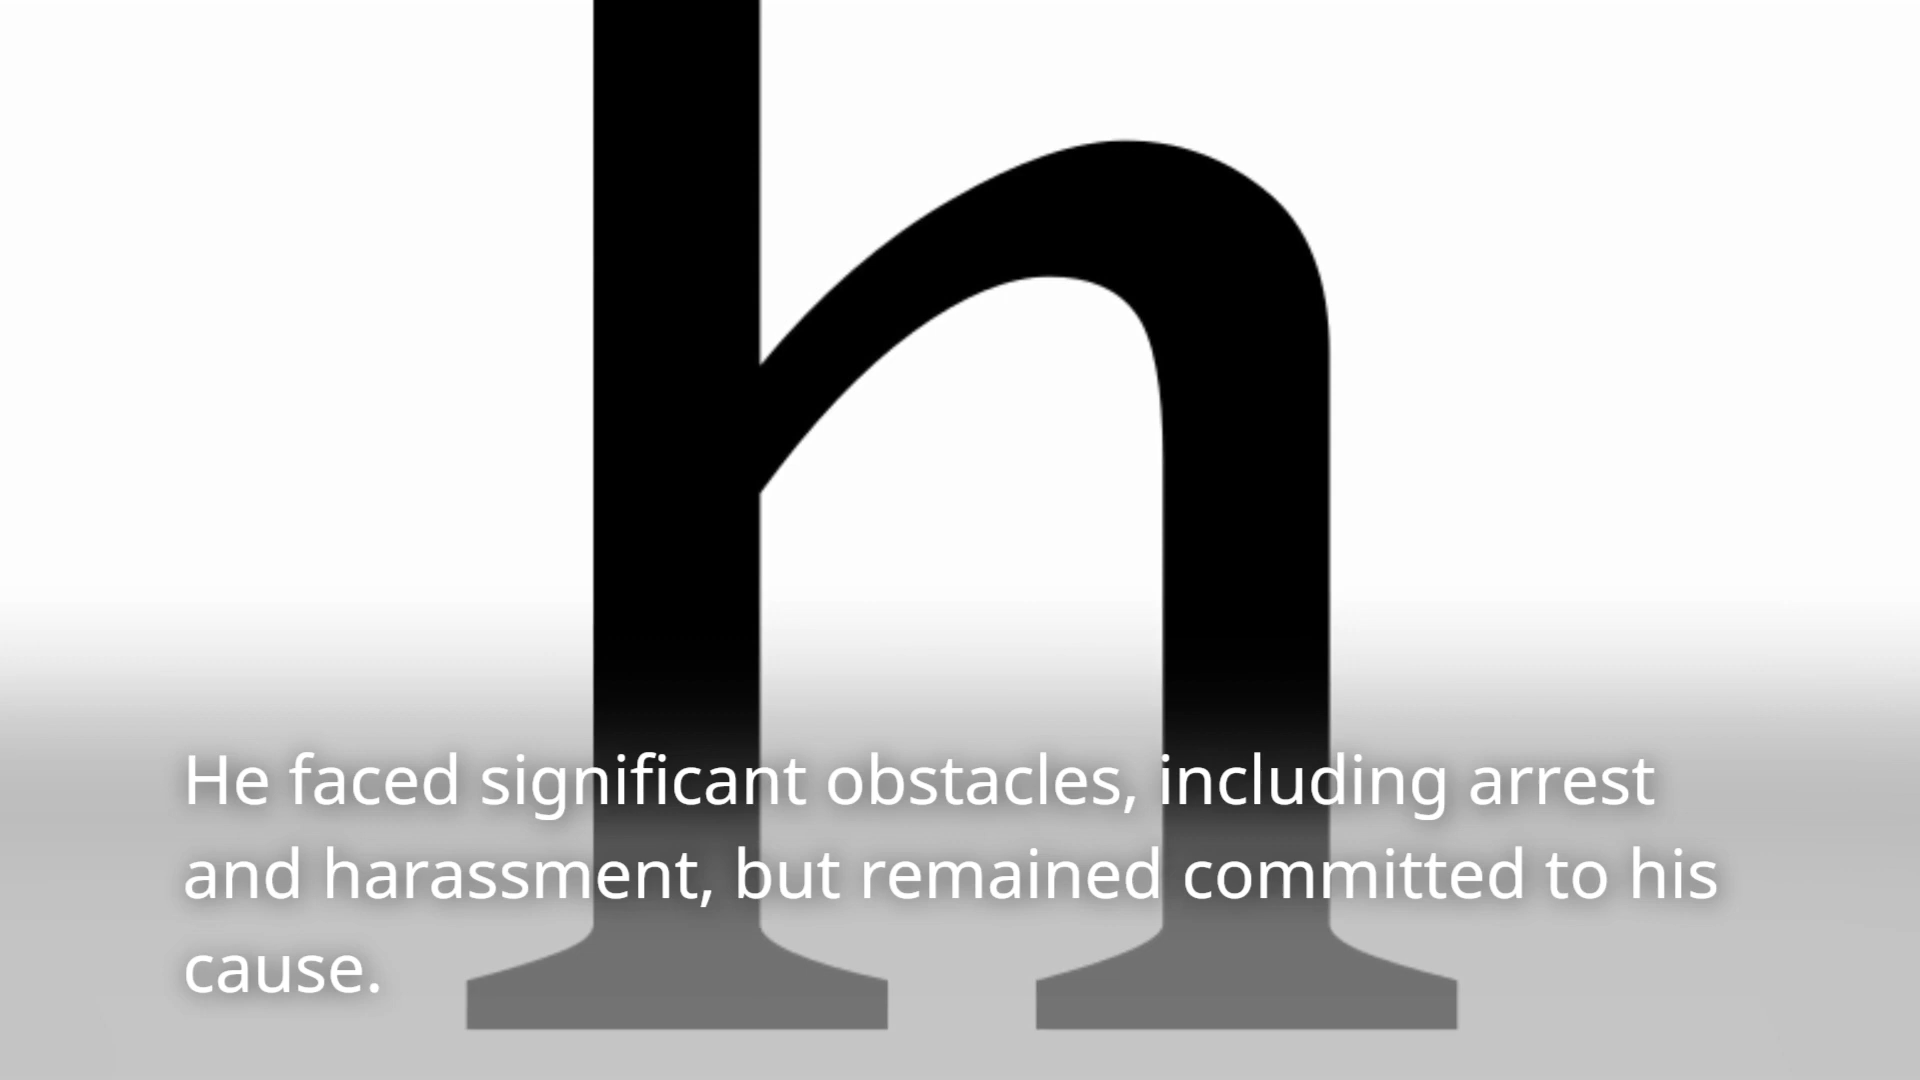 h
He faced significant obstacles, including arrest
and harassment, but remained committed to his
cause.